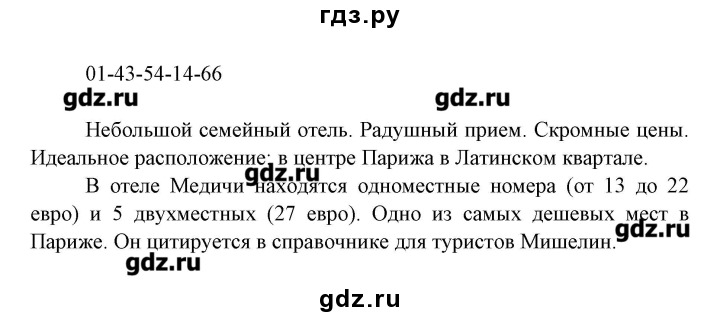 гдз.ру
01-43-54-14-66
gdz.ru gdz.ru
Небольшой семейный отель. Радушный прием. Скромные цены.
Идеальное расположение: в центре Парижа в Латинском квартале.
gdz.ru
В отеле Медичи находятся одноместные номера (от 13 до 22
евро) и 5 двухместных (27 евро). Одно из самых дешевых мест в
gdz.ru
Париже. Он цитируется в справочнике для туристов Мишелин.
gdz.ru
gdz.ru